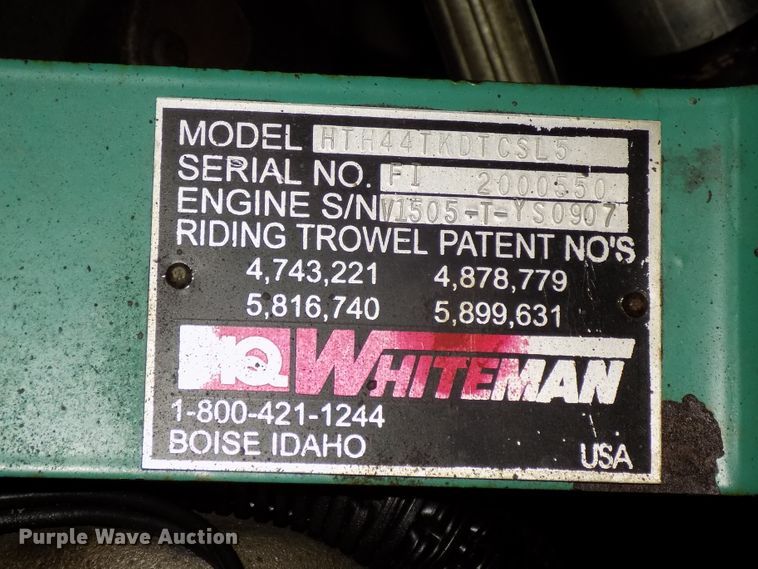 MODEL HTH44TKDTCSL5
SERIAL NO. FI 2000550
ENGINE S/N V1505-T-YS0907
RIDING TROWEL PATENT NO'S
4,743,221 4,878,779
5,816,740 5,899,631
MQ WHITEMAN
1-800-421-1244
BOISE IDAHO USA
Purple Wave Auction